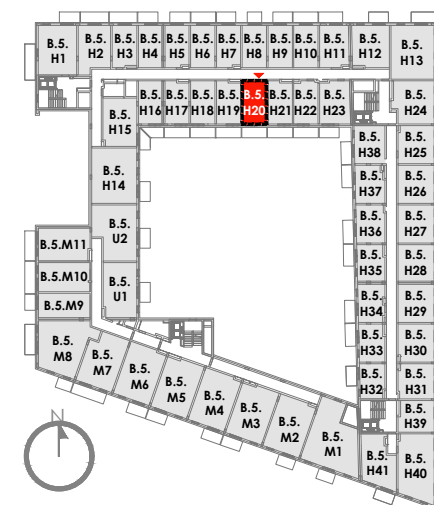 B.5.
H1
B.5.
H2
B.5.
H3
B.5.
H4
B.5.
H5
B.5.
H6
B.5.
H7
B.5.
H8
B.5.
H9
B.5.
H10
B.5.
H11
B.5.
H12
B.5.
H13
B.5.
H16
B.5.
H17
B.5.
H18
B.5.
H19
B.5.
H20
B.5.
H21
B.5.
H22
B.5.
H23
B.5.
H24
B.5.
H15
B.5.
H38
B.5.
H25
B.5.
H14
B.5.
H37
B.5.
H26
B.5.
U2
B.5.
H36
B.5.
H27
B.5.M11
B.5.
H35
B.5.
H28
B.5.M10
B.5.
U1
B.5.
H34
B.5.
H29
B.5.M9
B.5.
M8
B.5.
M7
B.5.
M6
B.5.
M5
B.5.
M4
B.5.
M3
B.5.
M2
B.5.
M1
B.5.
H33
B.5.
H30
B.5.
H32
B.5.
H31
B.5.
H39
B.5.
H41
B.5.
H40
N